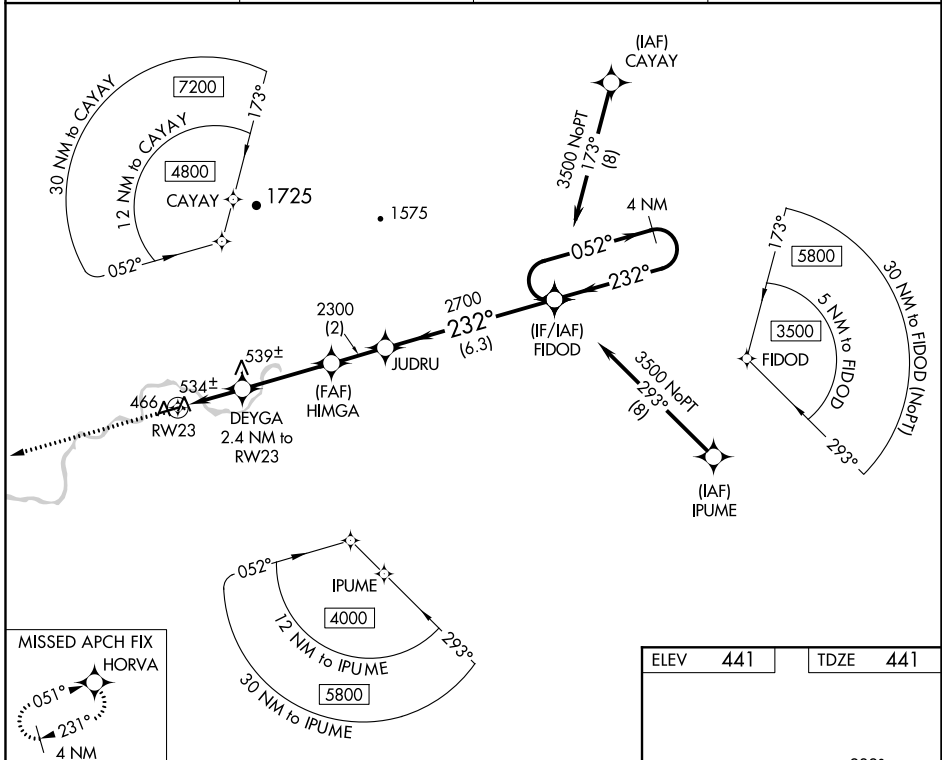 (IAF)
CAYAY
3500 NoPT
173°
(8)
30 NM to CAYAY
7200
173°
12 NM to CAYAY
4800
CAYAY
1725
052°
1575
4 NM
052°
232°
(IF/IAF)
FIDOD
2700
232°
(6.3)
2300
(2)
JUDRU
(FAF)
HIMGA
539±
534±
466
RW23
DEYGA
2.4 NM to
RW23
3500 NoPT
293°
(8)
(IAF)
IPUME
173°
5800
30 NM to FIDOD (NoPT)
5 NM to FIDOD
3500
FIDOD
293°
052°
IPUME
4000
12 NM to IPUME
293°
30 NM to IPUME
5800
MISSED APCH FIX
HORVA
051°
231°
4 NM
ELEV 441
TDZE 441